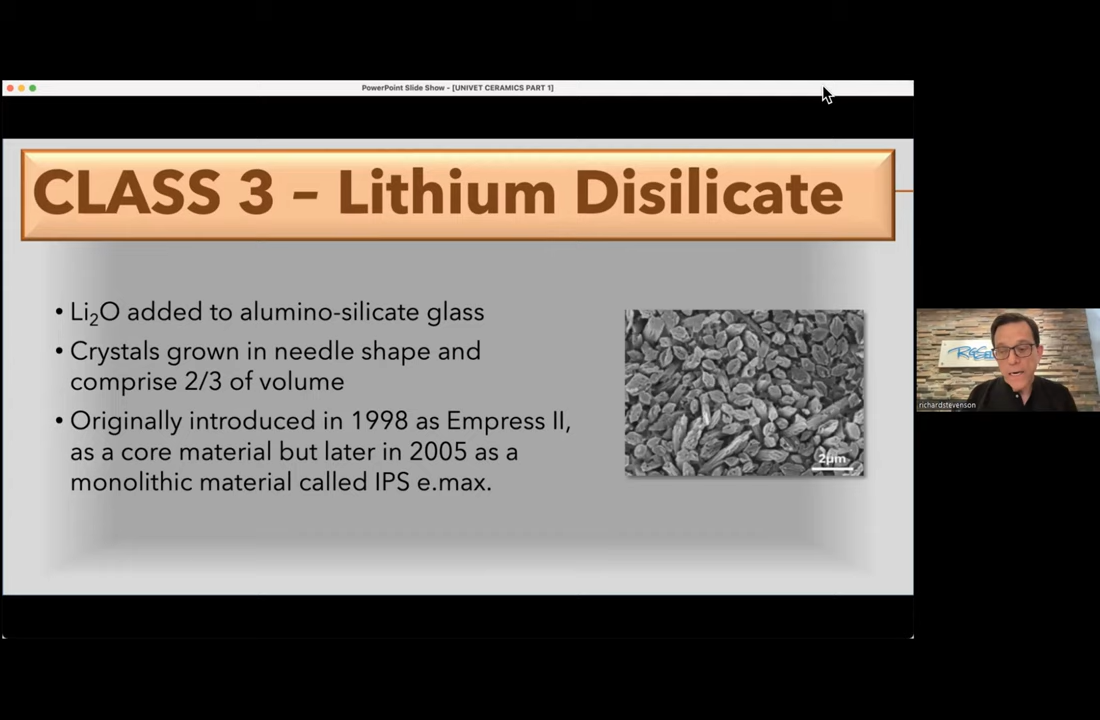 PowerPoint Slide Show - [UNIVET CERAMICS PART 1]
CLASS 3 – Lithium Disilicate
• Li₂O added to alumino-silicate glass
• Crystals grown in needle shape and
comprise 2/3 of volume
• Originally introduced in 1998 as Empress II,
as a core material but later in 2005 as a
monolithic material called IPS e.max.
2μm
richardstevenson